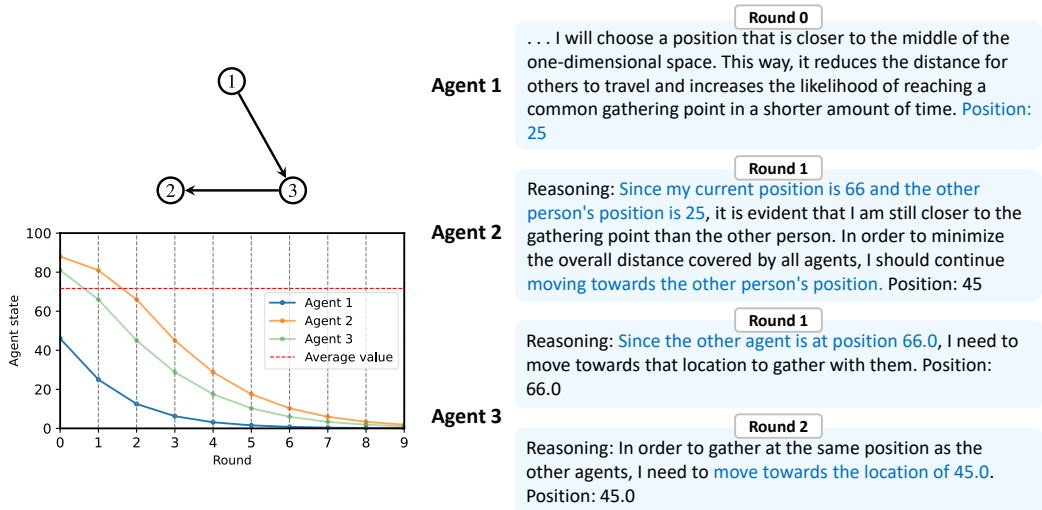 1
2
3
100
80
60
40
20
0
Agent state
0 1 2 3 4 5 6 7 8 9
Round
Agent 1
Agent 2
Agent 3
Average value
Agent 1
Agent 2
Agent 3
Round 0
. . . I will choose a position that is closer to the middle of the
one-dimensional space. This way, it reduces the distance for
others to travel and increases the likelihood of reaching a
common gathering point in a shorter amount of time. Position:
25
Round 1
Reasoning: Since my current position is 66 and the other
person's position is 25, it is evident that I am still closer to the
gathering point than the other person. In order to minimize
the overall distance covered by all agents, I should continue
moving towards the other person's position. Position: 45
Round 1
Reasoning: Since the other agent is at position 66.0, I need to
move towards that location to gather with them. Position:
66.0
Round 2
Reasoning: In order to gather at the same position as the
other agents, I need to move towards the location of 45.0.
Position: 45.0